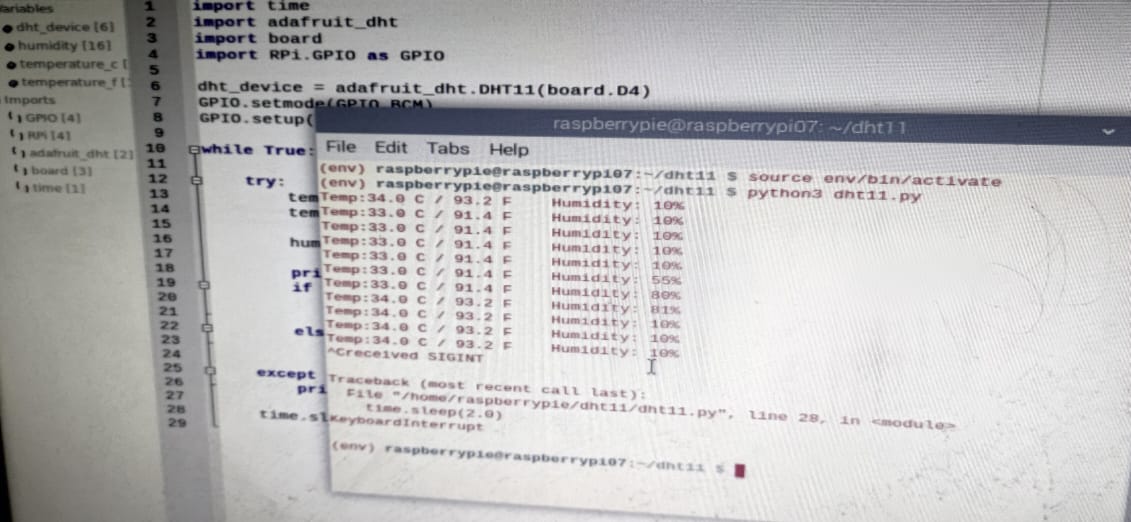 Variables
dht_device [6]
humidity [16]
temperature_c [
temperature_f [
Imports
GPIO [4]
RPi [4]
adafruit_dht [2]
board [3]
time [1]
1 import time
2 import adafruit_dht
3 import board
4 import RPi.GPIO as GPIO
5
6 dht_device = adafruit_dht.DHT11(board.D4)
7 GPIO.setmode(GPIO.BCM)
8 GPIO.setup(
9
10 while True:
11
12 try:
13 tem
14 tem
15
16 hum
17
18 pri
19 if
20
21
22 els
23
24
25 except
26 pri
27
28 time.sl
29
raspberrypie@raspberrypi07: ~/dht11
File Edit Tabs Help
(env) raspberrypie@raspberrypi07:~/dht11 $ source env/bin/activate
(env) raspberrypie@raspberrypi07:~/dht11 $ python3 dht11.py
Temp:34.0 C / 93.2 F Humidity: 10%
Temp:33.0 C / 91.4 F Humidity: 10%
Temp:33.0 C / 91.4 F Humidity: 10%
Temp:33.0 C / 91.4 F Humidity: 10%
Temp:33.0 C / 91.4 F Humidity: 10%
Temp:33.0 C / 91.4 F Humidity: 55%
Temp:33.0 C / 91.4 F Humidity: 80%
Temp:34.0 C / 93.2 F Humidity: 81%
Temp:34.0 C / 93.2 F Humidity: 10%
Temp:34.0 C / 93.2 F Humidity: 10%
Temp:34.0 C / 93.2 F Humidity: 10%
^Creceived SIGINT
Traceback (most recent call last):
File "/home/raspberrypie/dht11/dht11.py", line 28, in <module>
time.sleep(2.0)
KeyboardInterrupt
(env) raspberrypie@raspberrypi07:~/dht11 $